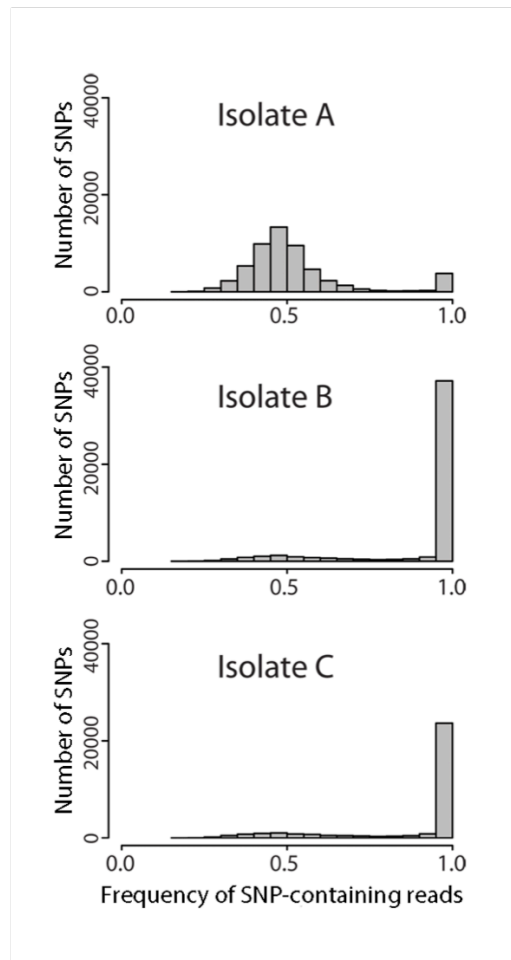 Isolate A
Number of SNPs
40000
20000
0
0.0 0.5 1.0
Isolate B
Number of SNPs
40000
20000
0
0.0 0.5 1.0
Isolate C
Number of SNPs
40000
20000
0
0.0 0.5 1.0
Frequency of SNP-containing reads